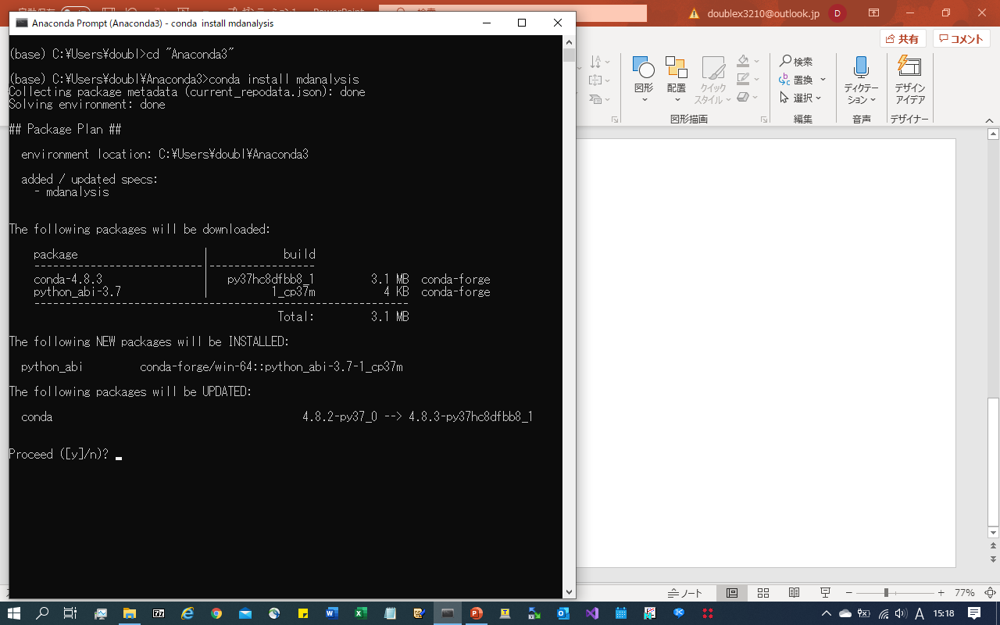 Anaconda Prompt (Anaconda3) - conda install mdanalysis
doublex3210@outlook.jp
D
(base) C:¥Users¥doubl>cd "Anaconda3"
(base) C:¥Users¥doubl¥Anaconda3>conda install mdanalysis
Collecting package metadata (current_repodata.json): done
Solving environment: done
## Package Plan ##
environment location: C:¥Users¥doubl¥Anaconda3
added / updated specs:
- mdanalysis
The following packages will be downloaded:
package | build
---------------------------|-----------------
conda-4.8.3 | py37hc8dfbb8_1 3.1 MB conda-forge
python_abi-3.7 | 1_cp37m 4 KB conda-forge
------------------------------------------------------------
Total: 3.1 MB
The following NEW packages will be INSTALLED:
python_abi conda-forge/win-64::python_abi-3.7-1_cp37m
The following packages will be UPDATED:
conda 4.8.2-py37_0 --> 4.8.3-py37hc8dfbb8_1
Proceed ([y]/n)?
共有
コメント
図形
配置
クイック
スタイル
図形描画
検索
置換
選択
編集
ディクテー
ション
音声
デザイン
アイデア
デザイナー
ノート
77%
A
15:18